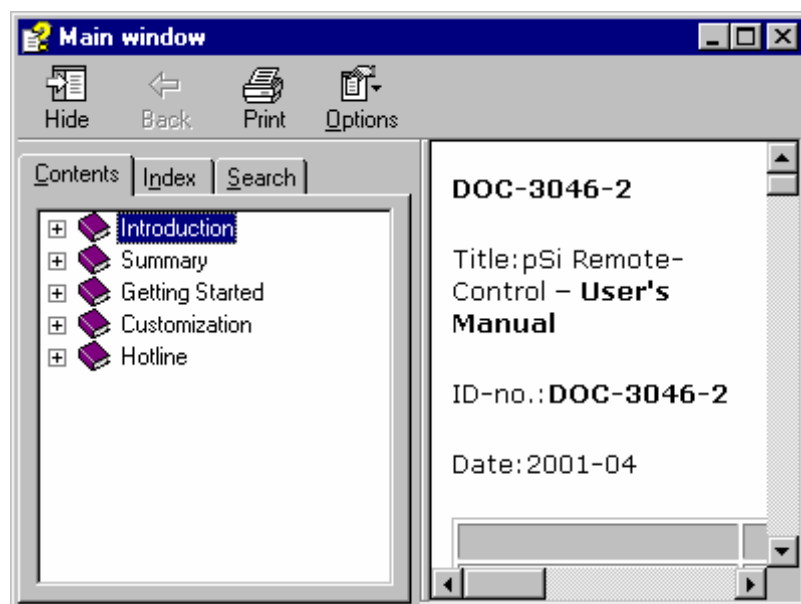 Main window
Hide Back Print Options
Contents Index Search
Introduction
Summary
Getting Started
Customization
Hotline
DOC-3046-2
Title:pSi Remote-
Control – User's
Manual
ID-no.:DOC-3046-2
Date:2001-04